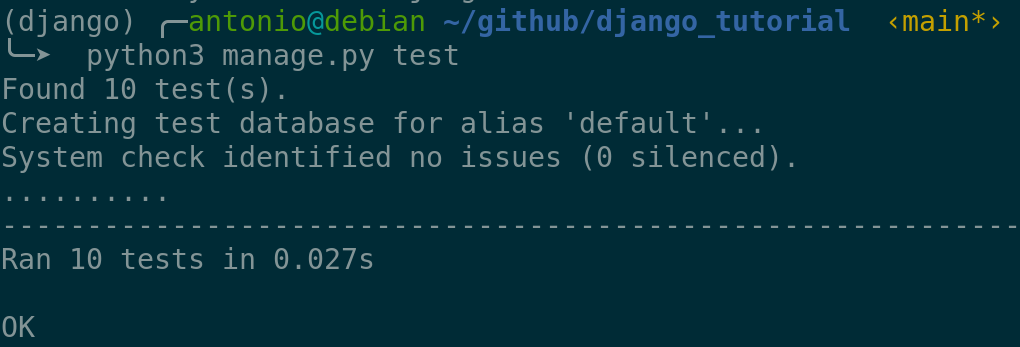 (django) ╭─antonio@debian ~/github/django_tutorial ‹main*›
╰─➤  python3 manage.py test
Found 10 test(s).
Creating test database for alias 'default'...
System check identified no issues (0 silenced).
..........
------------------------------------------------------------
Ran 10 tests in 0.027s

OK